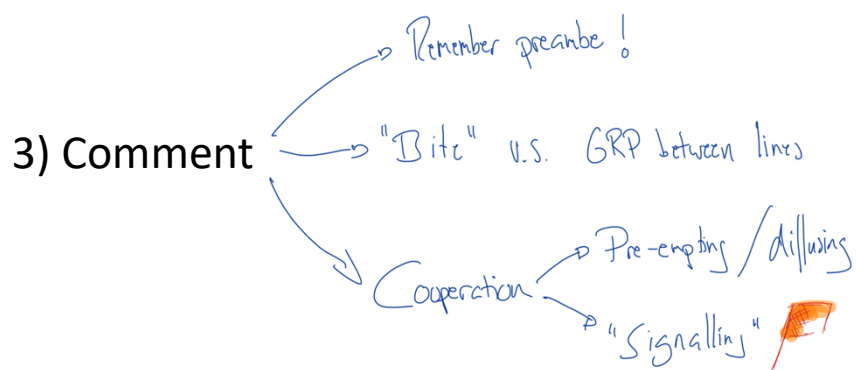 Remember preambe!
3) Comment
"Bite" v.s. GRP between lines
Cooperation
Pre-empting / diffusing
"Signalling"